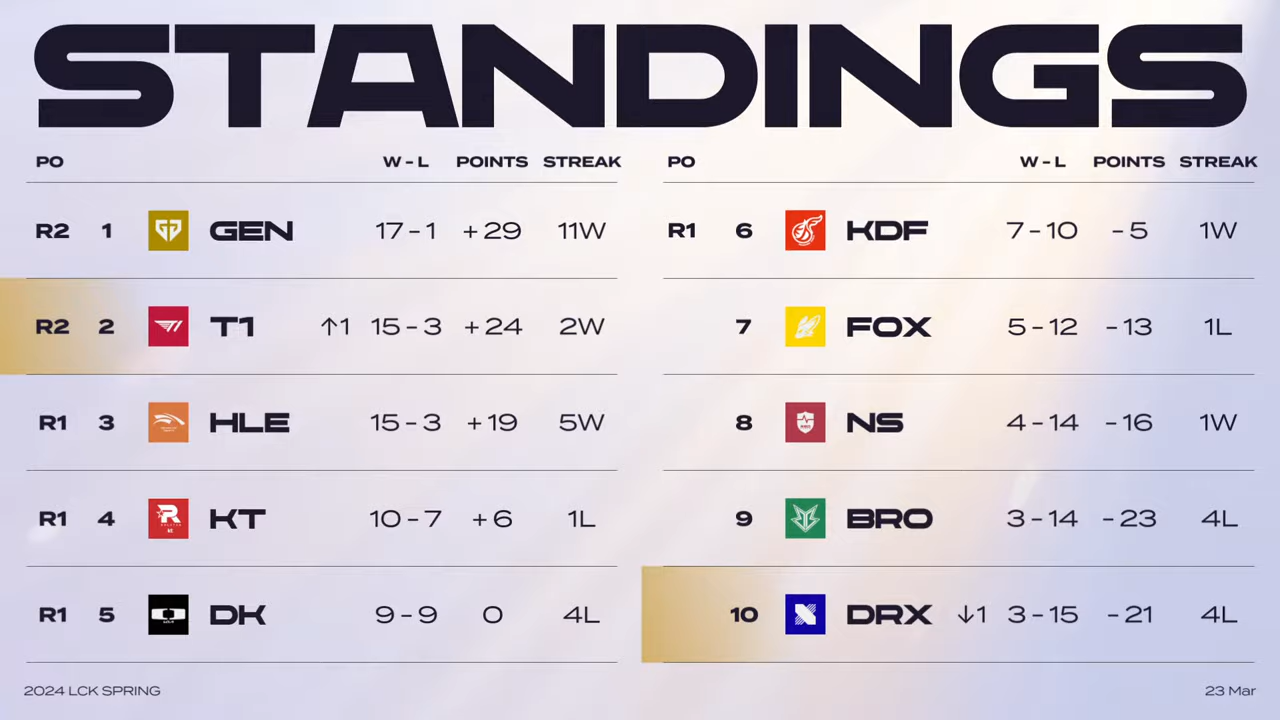 STANDINGS
PO W - L POINTS STREAK
R2 1 GEN 17 - 1 + 29 11W
R2 2 T1 ↑1 15 - 3 + 24 2W
R1 3 HLE 15 - 3 + 19 5W
R1 4 KT 10 - 7 + 6 1L
R1 5 DK 9 - 9 0 4L
PO W - L POINTS STREAK
R1 6 KDF 7 - 10 - 5 1W
7 FOX 5 - 12 - 13 1L
8 NS 4 - 14 - 16 1W
9 BRO 3 - 14 - 23 4L
10 DRX ↓1 3 - 15 - 21 4L
2024 LCK SPRING
23 Mar